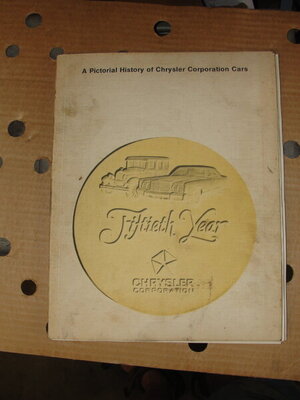 A Pictorial History of Chrysler Corporation Cars
Fiftieth Year
CHRYSLER
CORPORATION